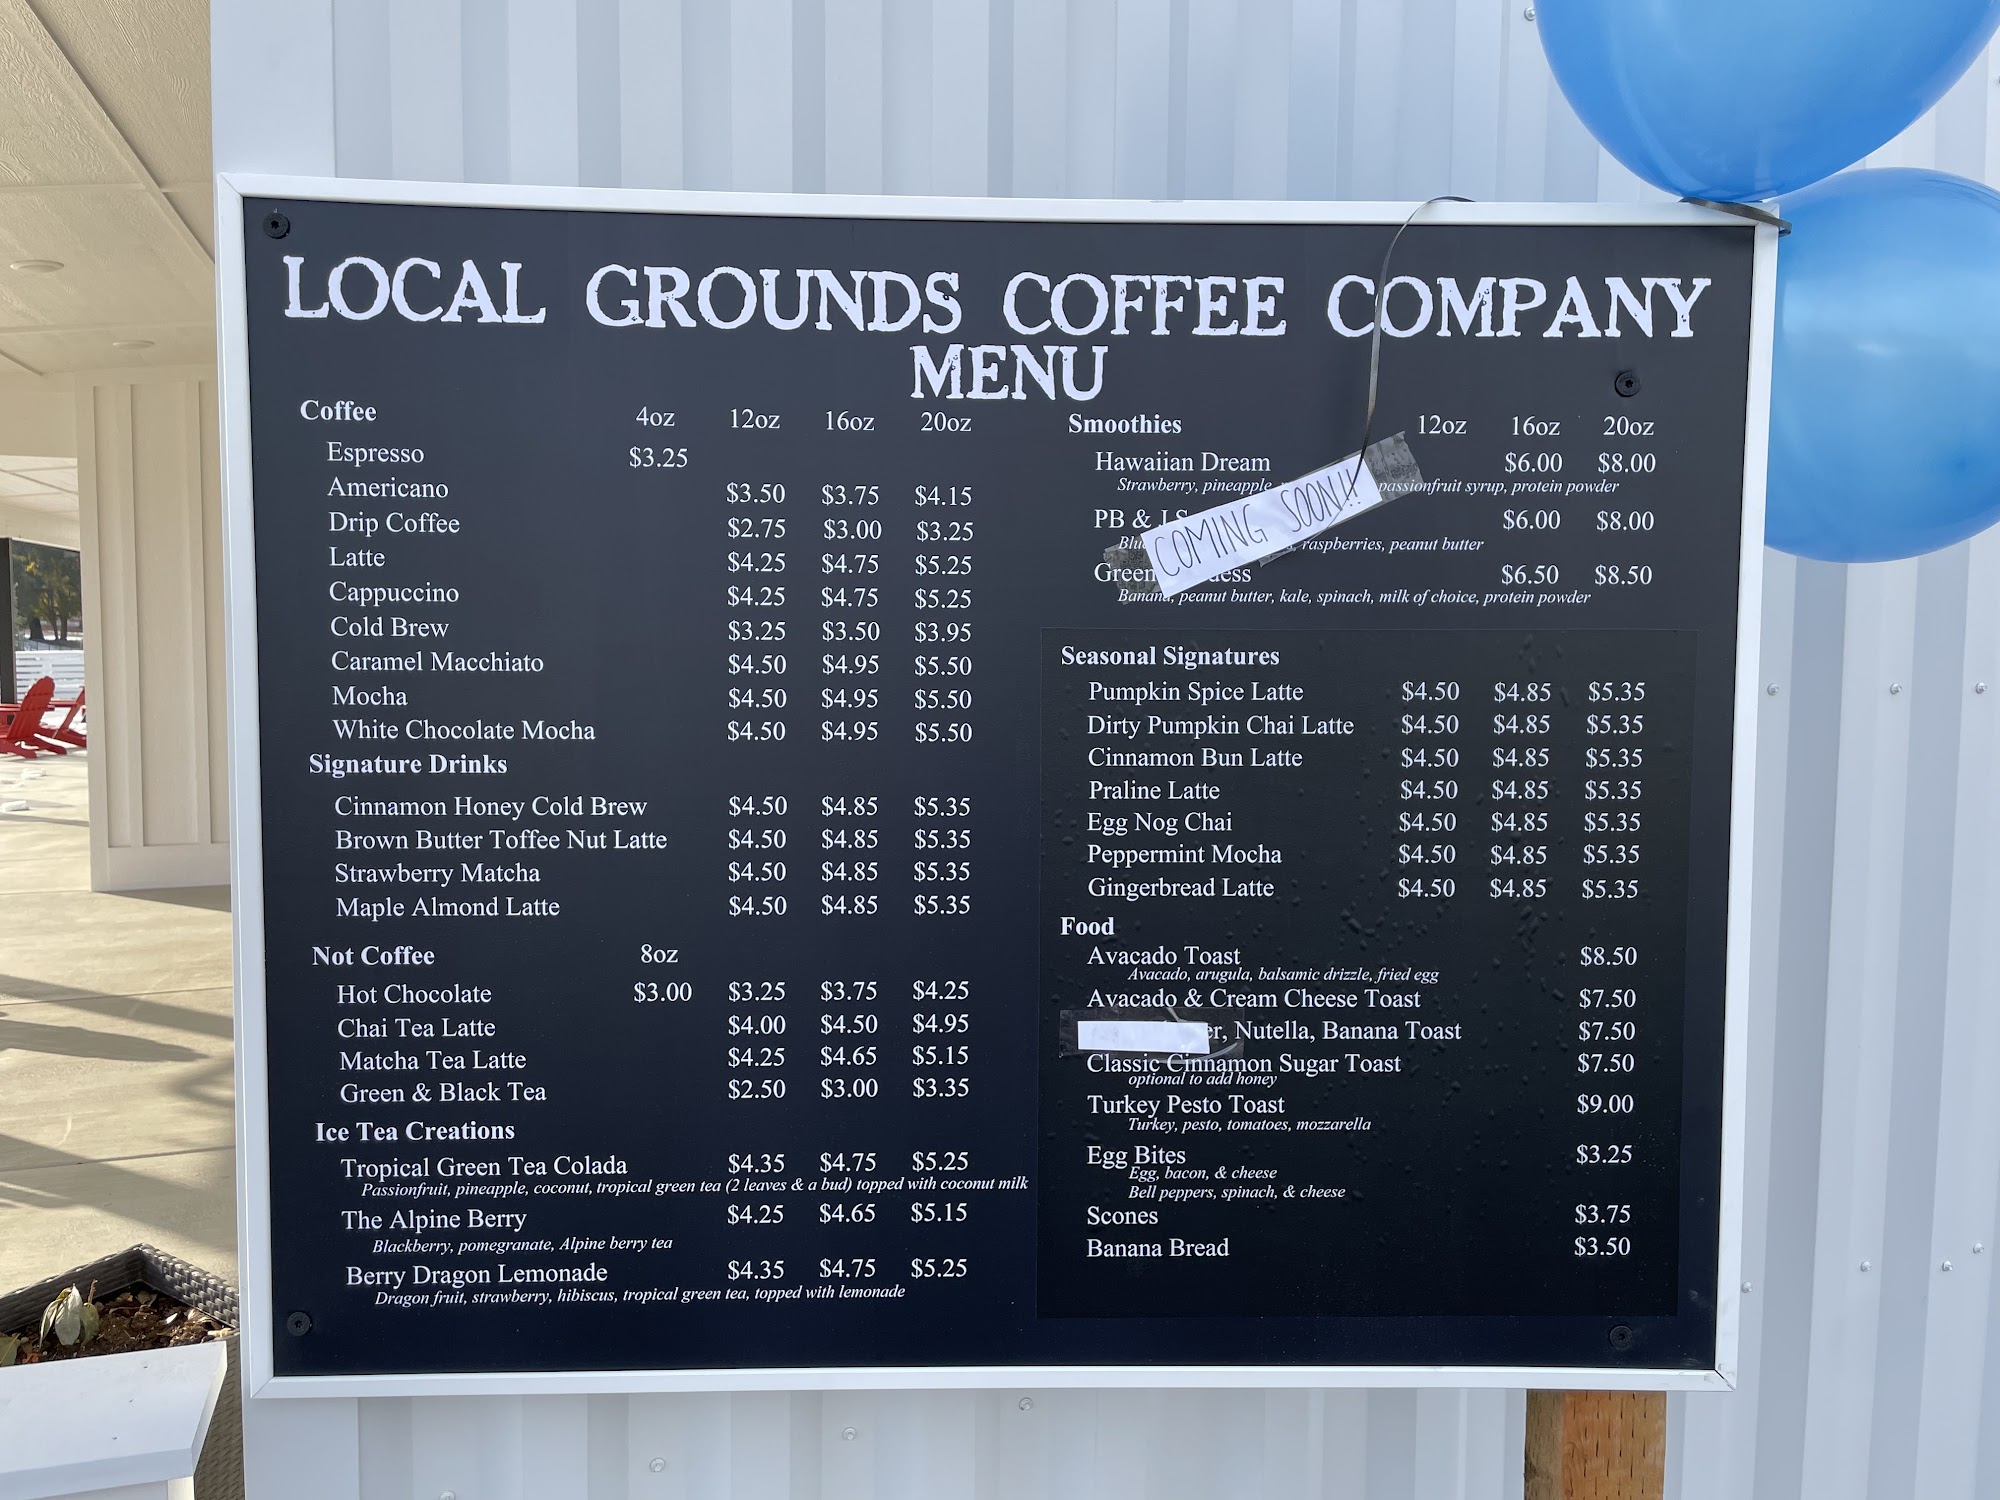 LOCAL GROUNDS COFFEE COMPANY
MENU
Coffee 4oz 12oz 16oz 20oz
Espresso $3.25
Americano $3.50 $3.75 $4.15
Drip Coffee $2.75 $3.00 $3.25
Latte $4.25 $4.75 $5.25
Cappuccino $4.25 $4.75 $5.25
Cold Brew $3.25 $3.50 $3.95
Caramel Macchiato $4.50 $4.95 $5.50
Mocha $4.50 $4.95 $5.50
White Chocolate Mocha $4.50 $4.95 $5.50
Signature Drinks
Cinnamon Honey Cold Brew $4.50 $4.85 $5.35
Brown Butter Toffee Nut Latte $4.50 $4.85 $5.35
Strawberry Matcha $4.50 $4.85 $5.35
Maple Almond Latte $4.50 $4.85 $5.35
Not Coffee 8oz
Hot Chocolate $3.00 $3.25 $3.75 $4.25
Chai Tea Latte $4.00 $4.50 $4.95
Matcha Tea Latte $4.25 $4.65 $5.15
Green & Black Tea $2.50 $3.00 $3.35
Ice Tea Creations
Tropical Green Tea Colada $4.35 $4.75 $5.25
Passionfruit, pineapple, coconut, tropical green tea (2 leaves & a bud) topped with coconut milk
The Alpine Berry $4.25 $4.65 $5.15
Blackberry, pomegranate, Alpine berry tea
Berry Dragon Lemonade $4.35 $4.75 $5.25
Dragon fruit, strawberry, hibiscus, tropical green tea, topped with lemonade
Smoothies 12oz 16oz 20oz
Hawaiian Dream $6.00 $8.00
Strawberry, pineapple, passionfruit syrup, protein powder
PB & J $6.00 $8.00
raspberries, peanut butter
Green $6.50 $8.50
Banana, peanut butter, kale, spinach, milk of choice, protein powder
COMING SOON!!
Seasonal Signatures
Pumpkin Spice Latte $4.50 $4.85 $5.35
Dirty Pumpkin Chai Latte $4.50 $4.85 $5.35
Cinnamon Bun Latte $4.50 $4.85 $5.35
Praline Latte $4.50 $4.85 $5.35
Egg Nog Chai $4.50 $4.85 $5.35
Peppermint Mocha $4.50 $4.85 $5.35
Gingerbread Latte $4.50 $4.85 $5.35
Food
Avacado Toast $8.50
Avacado, arugula, balsamic drizzle, fried egg
Avacado & Cream Cheese Toast $7.50
Nutella, Banana Toast $7.50
Classic Cinnamon Sugar Toast $7.50
optional to add honey
Turkey Pesto Toast $9.00
Turkey, pesto, tomatoes, mozzarella
Egg Bites $3.25
Egg, bacon, & cheese
Bell peppers, spinach, & cheese
Scones $3.75
Banana Bread $3.50